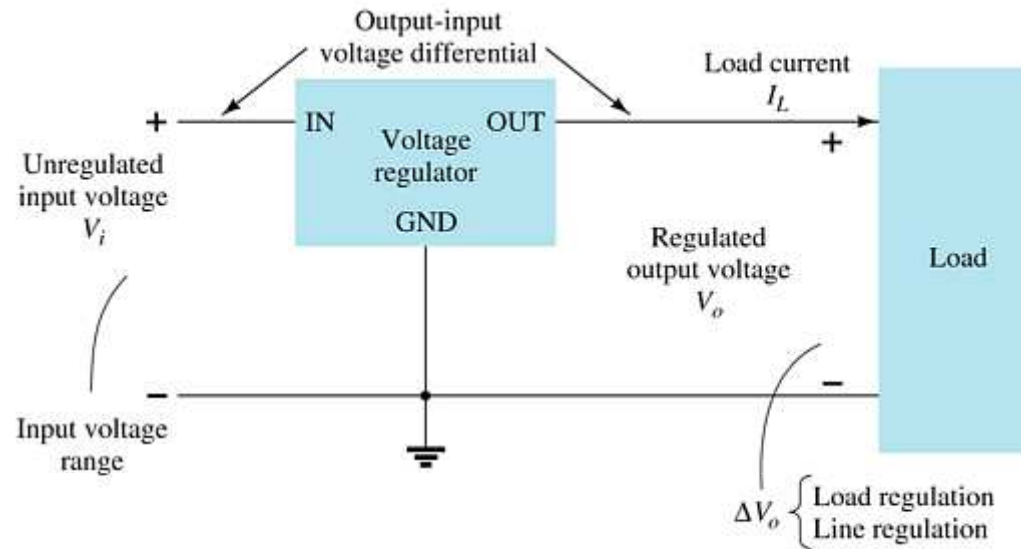 Output-input
voltage differential
Load current
I_L
+
IN
OUT
+
Voltage
regulator
Unregulated
input voltage
V_i
GND
Regulated
output voltage
V_o
Load
−
−
Input voltage
range
ΔV_o { Load regulation
Line regulation